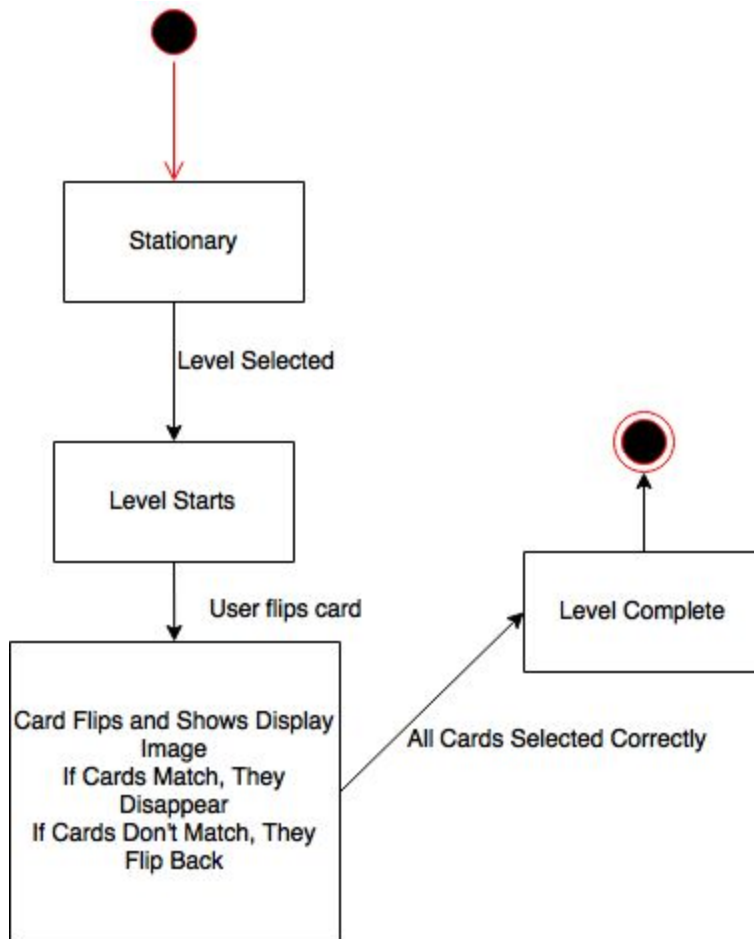 Stationary
Level Selected
Level Starts
User flips card
Level Complete
Card Flips and Shows Display
Image
If Cards Match, They
Disappear
If Cards Don't Match, They
Flip Back
All Cards Selected Correctly